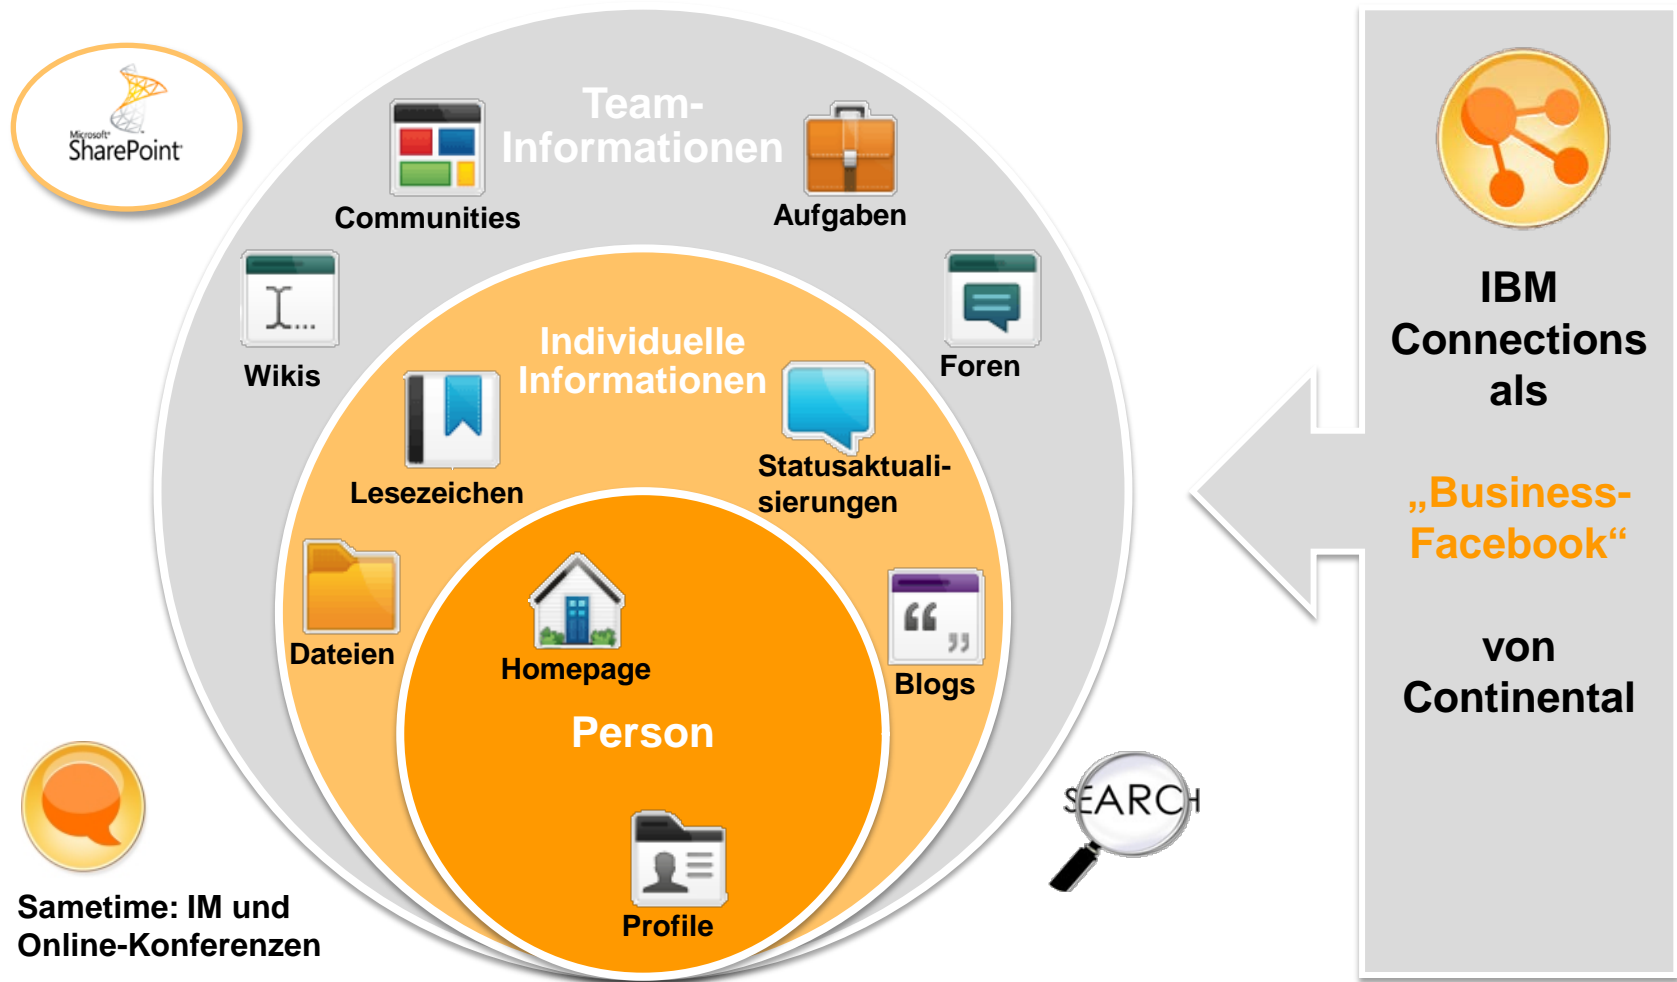 Microsoft®
SharePoint
Team-
Informationen
Communities
Aufgaben
Wikis
Foren
Individuelle
Informationen
Lesezeichen
Statusaktuali-
sierungen
Dateien
Blogs
Homepage
Person
Profile
SEARCH
Sametime: IM und
Online-Konferenzen
IBM
Connections
als
„Business-
Facebook“
von
Continental